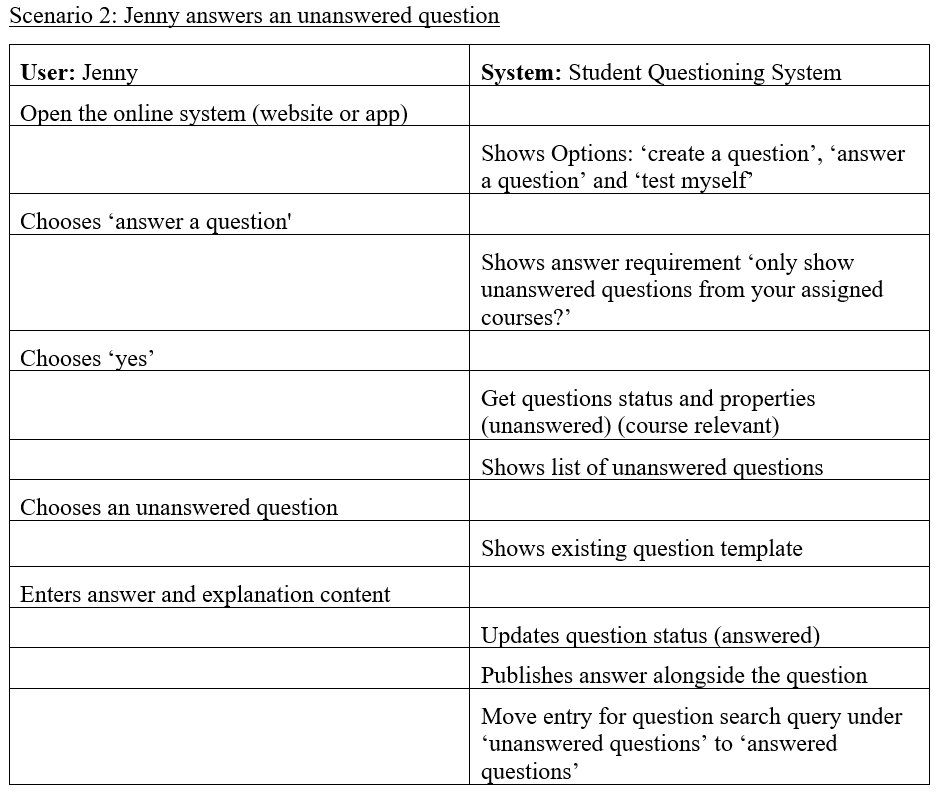 Scenario 2: Jenny answers an unanswered question
User: Jenny
System: Student Questioning System
Open the online system (website or app)
Shows Options: ‘create a question’, ‘answer
a question’ and ‘test myself’
Chooses ‘answer a question'
Shows answer requirement ‘only show
unanswered questions from your assigned
courses?’
Chooses ‘yes’
Get questions status and properties
(unanswered) (course relevant)
Shows list of unanswered questions
Chooses an unanswered question
Shows existing question template
Enters answer and explanation content
Updates question status (answered)
Publishes answer alongside the question
Move entry for question search query under
‘unanswered questions’ to ‘answered
questions’